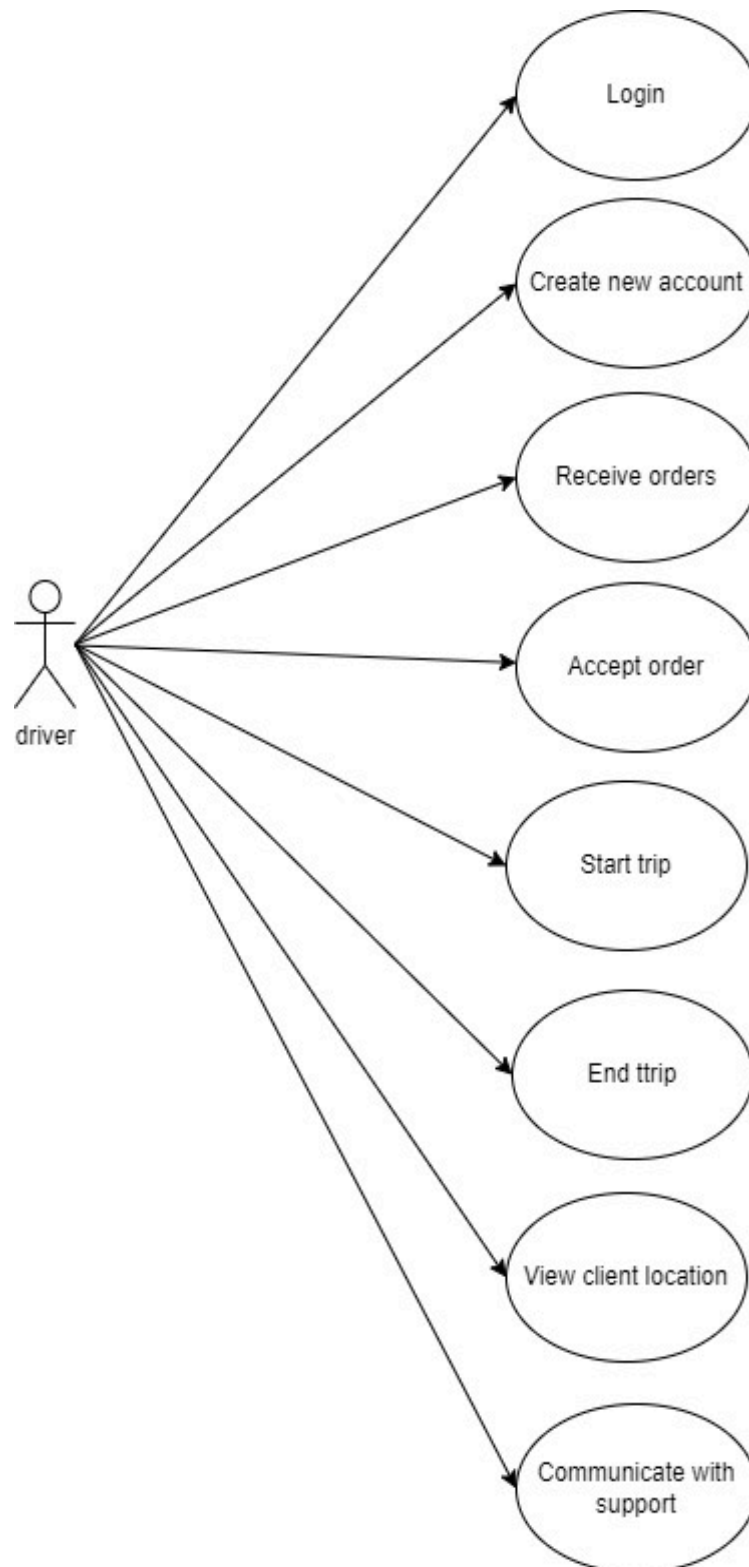 Login
Create new account
Receive orders
Accept order
driver
Start trip
End ttrip
View client location
Communicate with
support